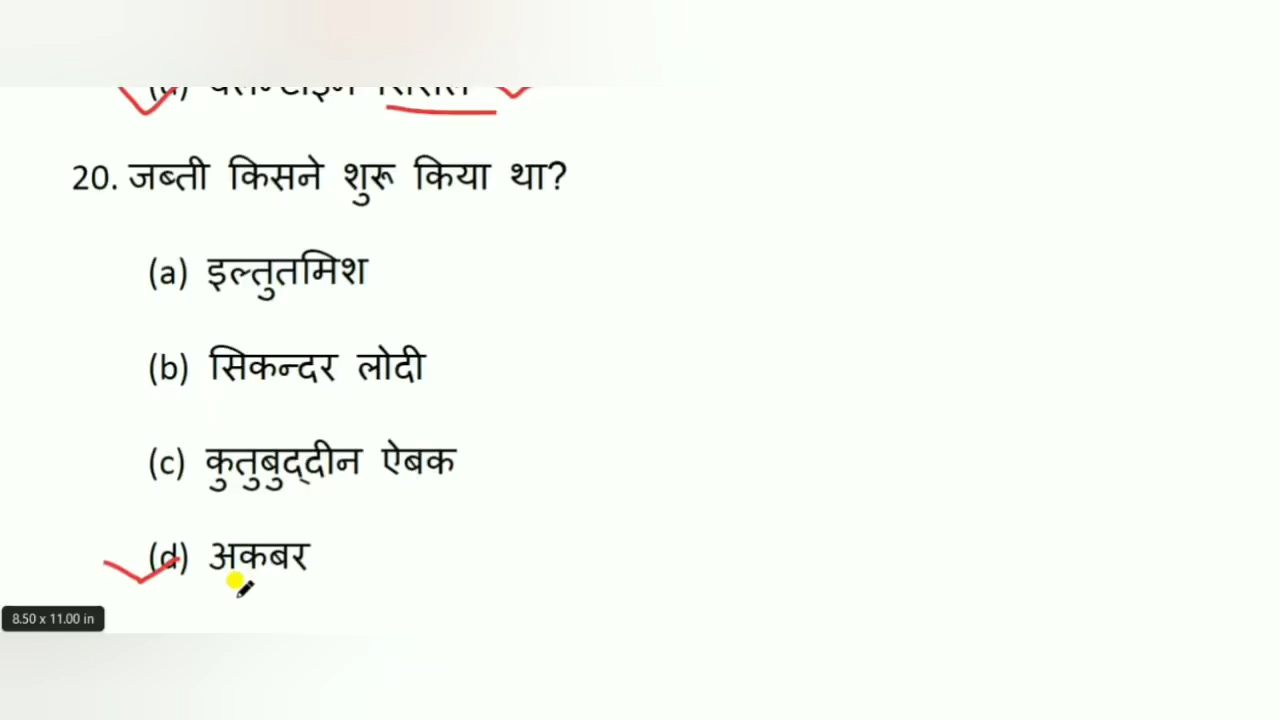 20. जब्ती किसने शुरू किया था?
(a) इल्तुतमिश
(b) सिकन्दर लोदी
(c) कुतुबुद्दीन ऐबक
(d) अकबर
8.50 x 11.00 in